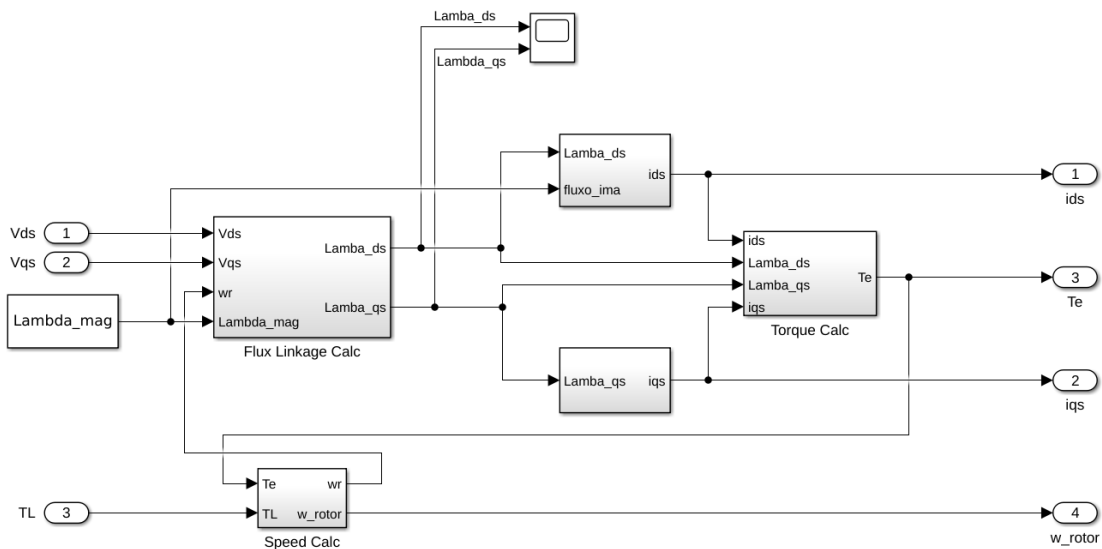 Lamba_ds
Lambda_qs
Lamba_ds
fluxo_ima
ids
1
ids
Vds
1
Vqs
2
Vds
Vqs
wr
Lambda_mag
Lamba_ds
Lamba_qs
Flux Linkage Calc
Lambda_mag
ids
Lamba_ds
Lamba_qs
iqs
Te
Torque Calc
3
Te
Lamba_qs
iqs
2
iqs
TL
3
Te
TL
wr
w_rotor
Speed Calc
4
w_rotor